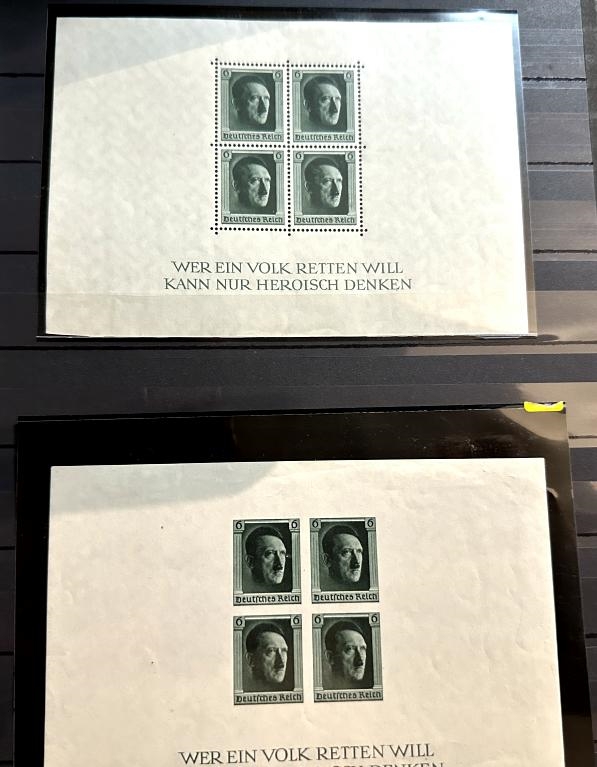 6 6
Deutsches Reich Deutsches Reich
6 6
Deutsches Reich Deutsches Reich
WER EIN VOLK RETTEN WILL
KANN NUR HEROISCH DENKEN
6 6
Deutsches Reich Deutsches Reich
6 6
Deutsches Reich Deutsches Reich
WER EIN VOLK RETTEN WILL